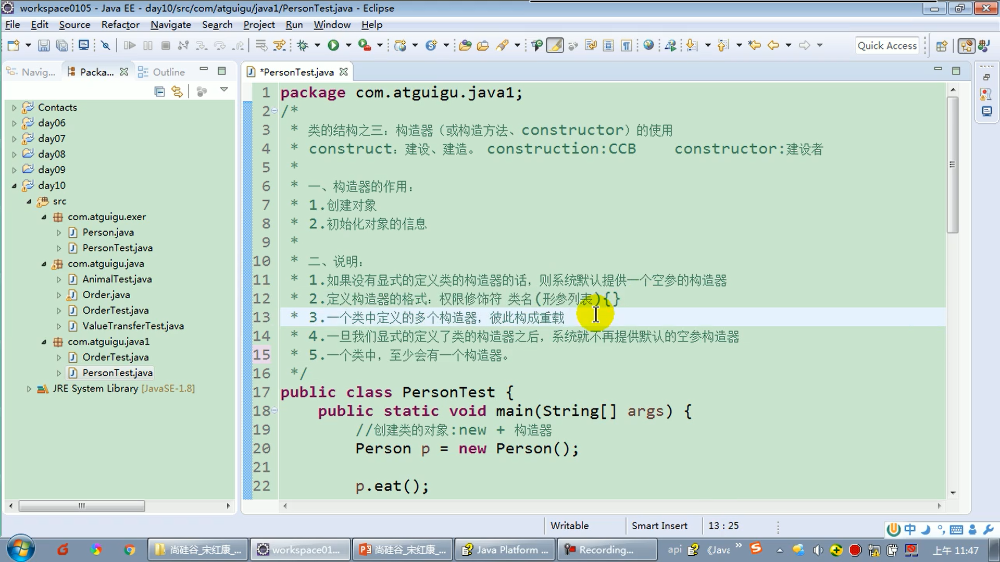 workspace0105 - Java EE - day10/src/com/atguigu/java1/PersonTest.java - Eclipse
File Edit Source Refactor Navigate Search Project Run Window Help
Quick Access
Navig... Packa... Outline
*PersonTest.java
Contacts
day06
day07
day08
day09
day10
src
com.atguigu.exer
Person.java
PersonTest.java
com.atguigu.java
AnimalTest.java
Order.java
OrderTest.java
ValueTransferTest.java
com.atguigu.java1
OrderTest.java
PersonTest.java
JRE System Library [JavaSE-1.8]
1 package com.atguigu.java1;
2 /*
3 * 类的结构之三：构造器（或构造方法、constructor）的使用
4 * construct：建设、建造。 construction:CCB constructor:建设者
5 *
6 * 一、构造器的作用：
7 * 1.创建对象
8 * 2.初始化对象的信息
9 *
10 * 二、说明：
11 * 1.如果没有显式的定义类的构造器的话，则系统默认提供一个空参的构造器
12 * 2.定义构造器的格式：权限修饰符 类名(形参列表){}
13 * 3.一个类中定义的多个构造器，彼此构成重载
14 * 4.一旦我们显式的定义了类的构造器之后，系统就不再提供默认的空参构造器
15 * 5.一个类中，至少会有一个构造器。
16 */
17 public class PersonTest {
18 public static void main(String[] args) {
19 //创建类的对象:new + 构造器
20 Person p = new Person();
21
22 p.eat();
Writable Smart Insert 13 : 25
中
尚硅谷_宋红康_... workspace01... 尚硅谷_宋红康_... Java Platform ... Recording... api 《Java » 上午 11:47